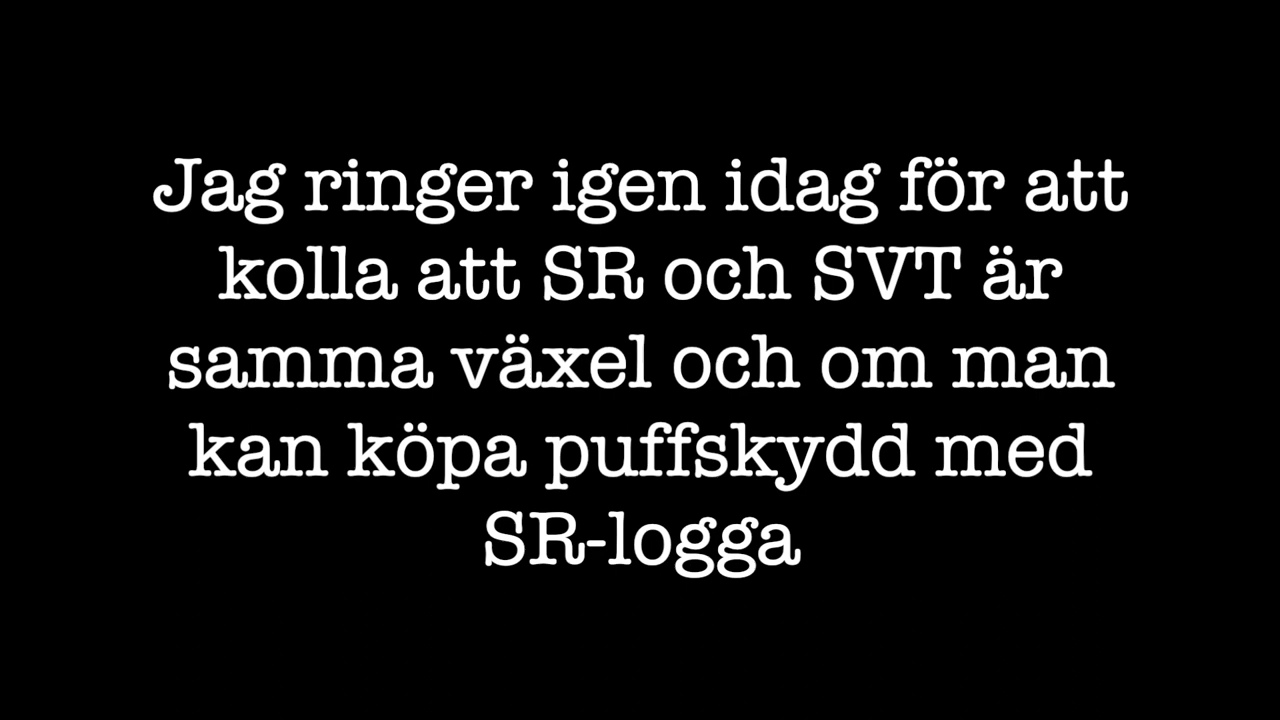 Jag ringer igen idag för att
kolla att SR och SVT är
samma växel och om man
kan köpa puffskydd med
SR-logga